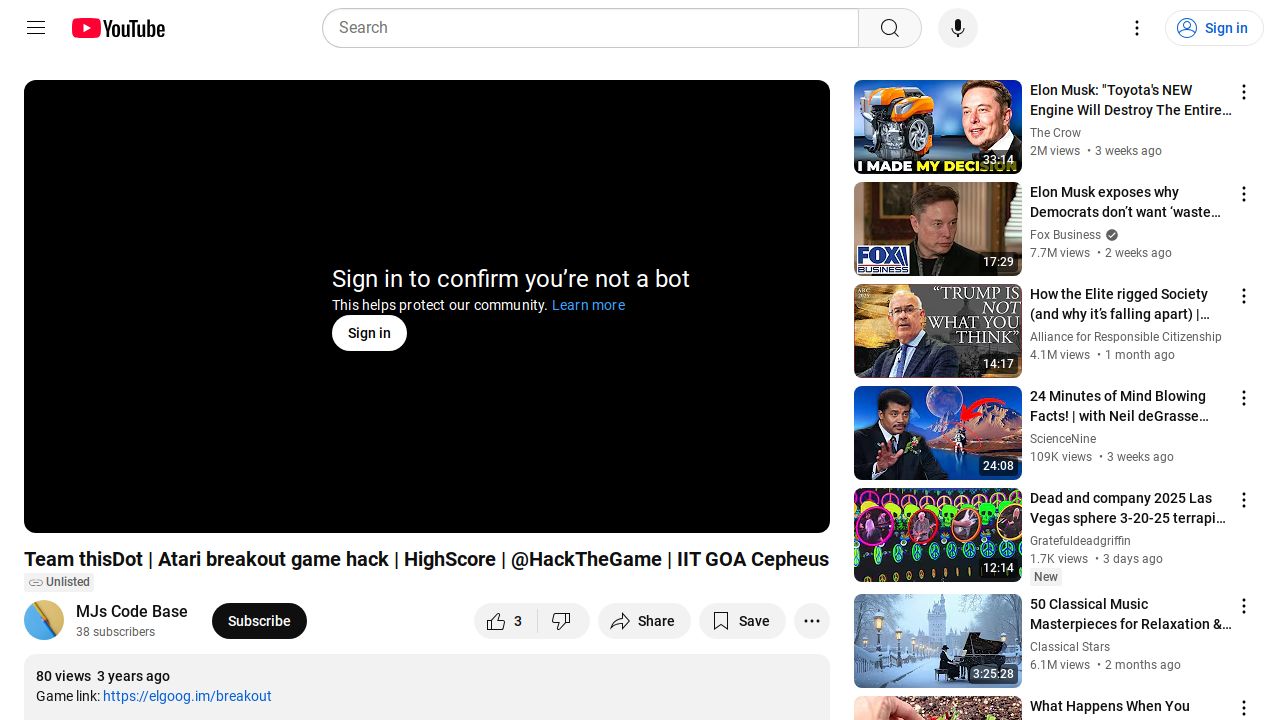 YouTube
Search
Sign in
Sign in to confirm you’re not a bot
This helps protect our community. Learn more
Sign in
Team thisDot | Atari breakout game hack | HighScore | @HackTheGame | IIT GOA Cepheus
Unlisted
MJs Code Base
38 subscribers
Subscribe
3
Share
Save
80 views 3 years ago
Game link: https://elgoog.im/breakout
I MADE MY DECISION
33:14
Elon Musk: "Toyota's NEW
Engine Will Destroy The Entire…
The Crow
2M views • 3 weeks ago
FOX
BUSINESS
17:29
Elon Musk exposes why
Democrats don’t want ‘waste…
Fox Business
7.7M views • 2 weeks ago
ARC
2025
“TRUMP IS
NOT
WHAT YOU
THINK”
14:17
How the Elite rigged Society
(and why it’s falling apart) |…
Alliance for Responsible Citizenship
4.1M views • 1 month ago
24:08
24 Minutes of Mind Blowing
Facts! | with Neil deGrasse…
ScienceNine
109K views • 3 weeks ago
12:14
Dead and company 2025 Las
Vegas sphere 3-20-25 terrapi…
Gratefuldeadgriffin
1.7K views • 3 days ago
New
3:25:28
50 Classical Music
Masterpieces for Relaxation &…
Classical Stars
6.1M views • 2 months ago
What Happens When You